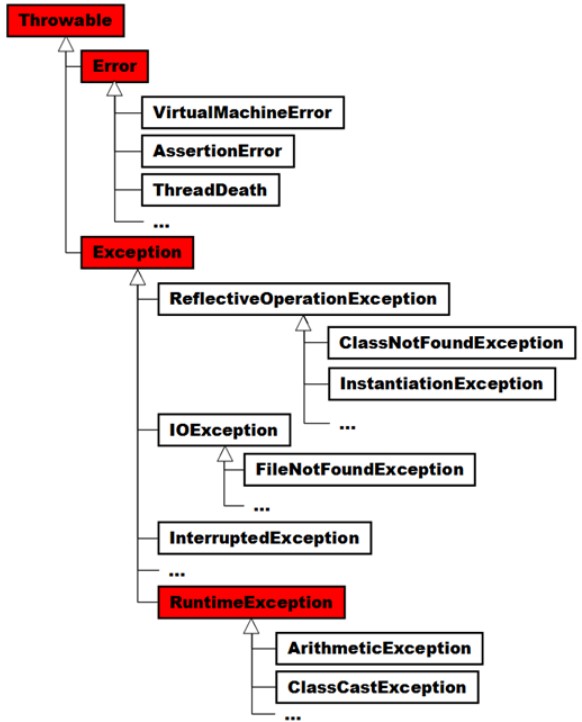 Throwable
Error
VirtualMachineError
AssertionError
ThreadDeath
...
Exception
ReflectiveOperationException
ClassNotFoundException
InstantiationException
...
IOException
FileNotFoundException
...
InterruptedException
...
RuntimeException
ArithmeticException
ClassCastException
...